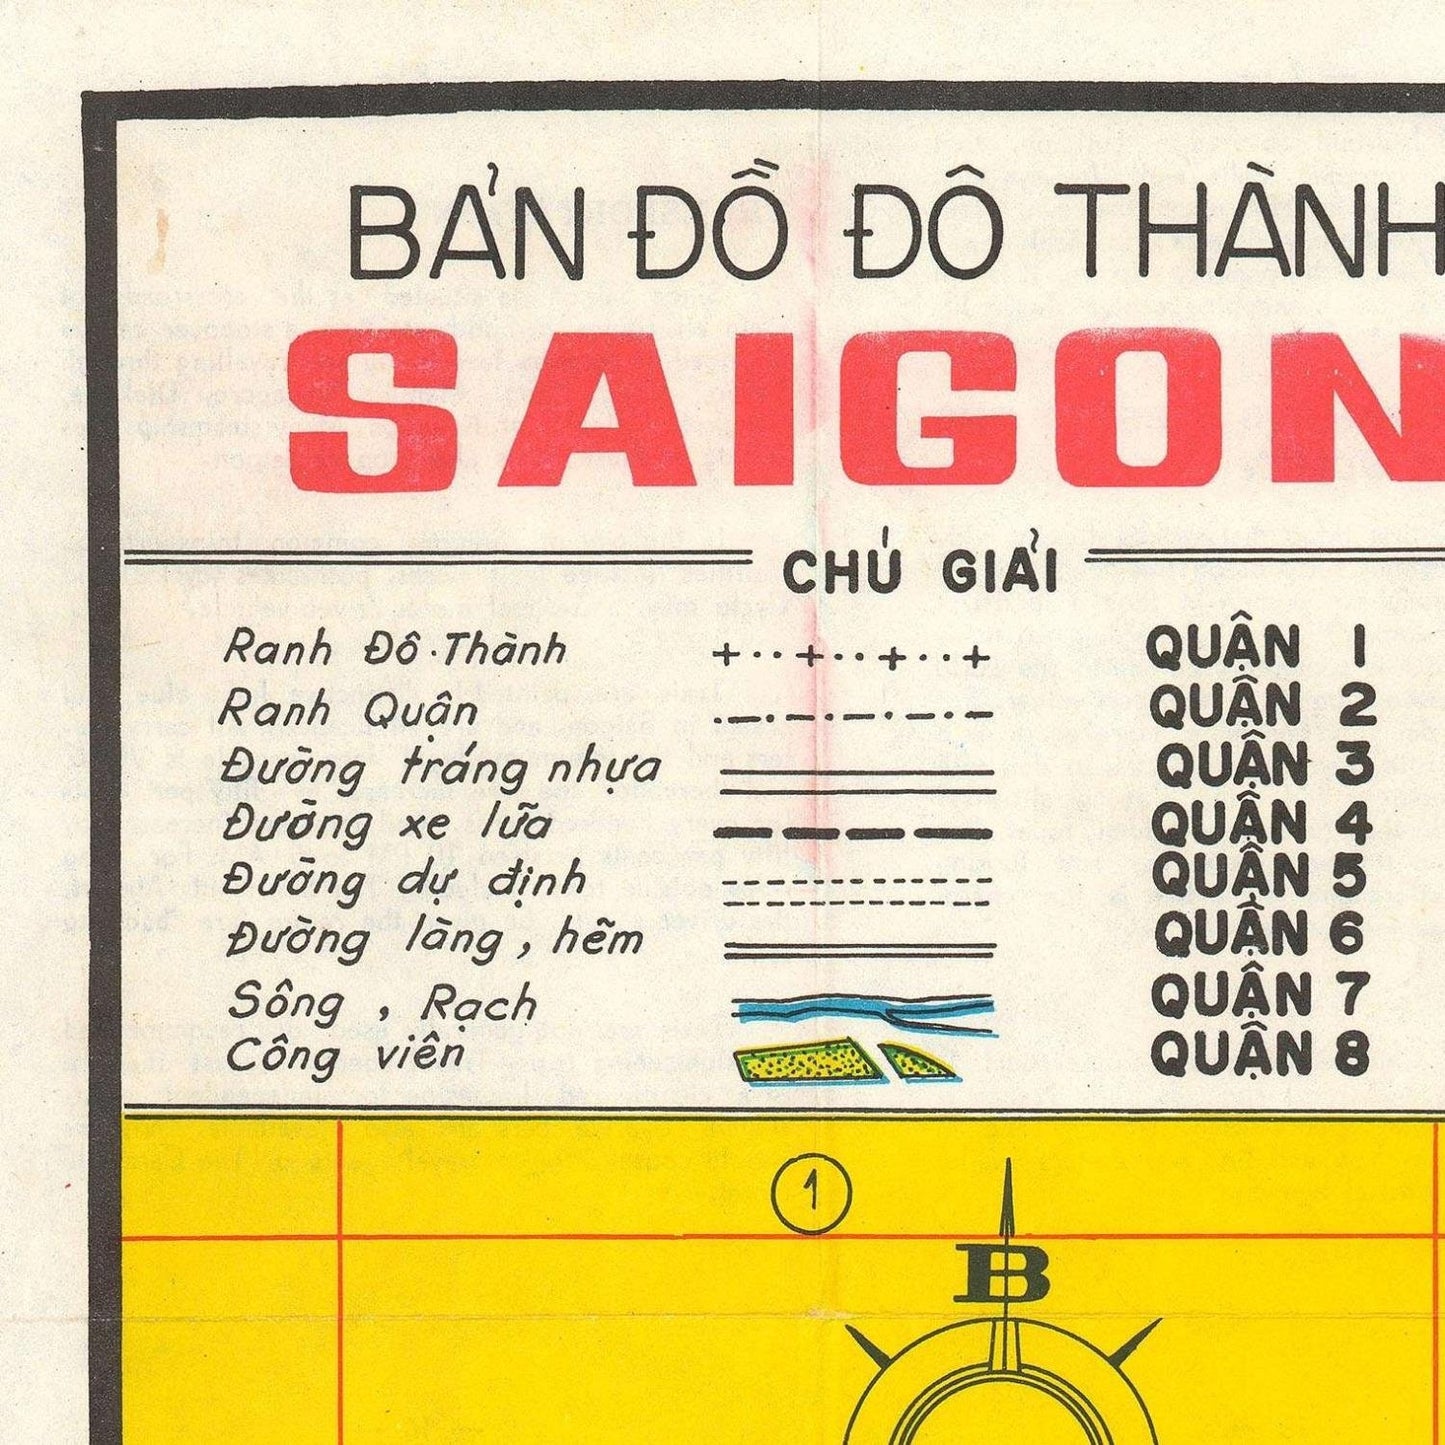 BẢN ĐỒ ĐÔ THÀNH
SAIGON
CHÚ GIẢI
Ranh Đô·Thành
Ranh Quận
Đường tráng nhựa
Đường xe lữa
Đường dự định
Đường làng, hẽm
Sông, Rạch
Công viên
QUẬN 1
QUẬN 2
QUẬN 3
QUẬN 4
QUẬN 5
QUẬN 6
QUẬN 7
QUẬN 8
1
B